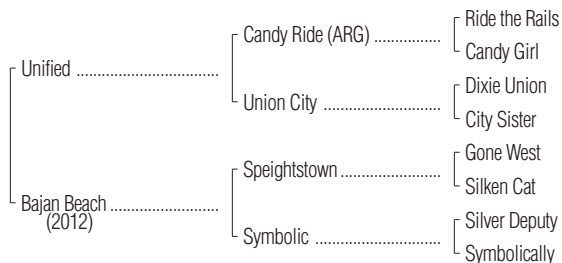 Unified
Bajan Beach
(2012)
Candy Ride (ARG)
Union City
Speightstown
Symbolic
Ride the Rails
Candy Girl
Dixie Union
City Sister
Gone West
Silken Cat
Silver Deputy
Symbolically